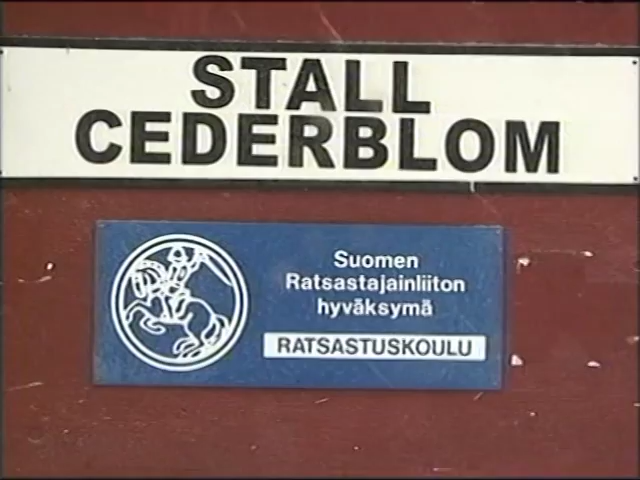 STALL
CEDERBLOM
Suomen
Ratsastajainliiton
hyväksymä
RATSASTUSKOULU